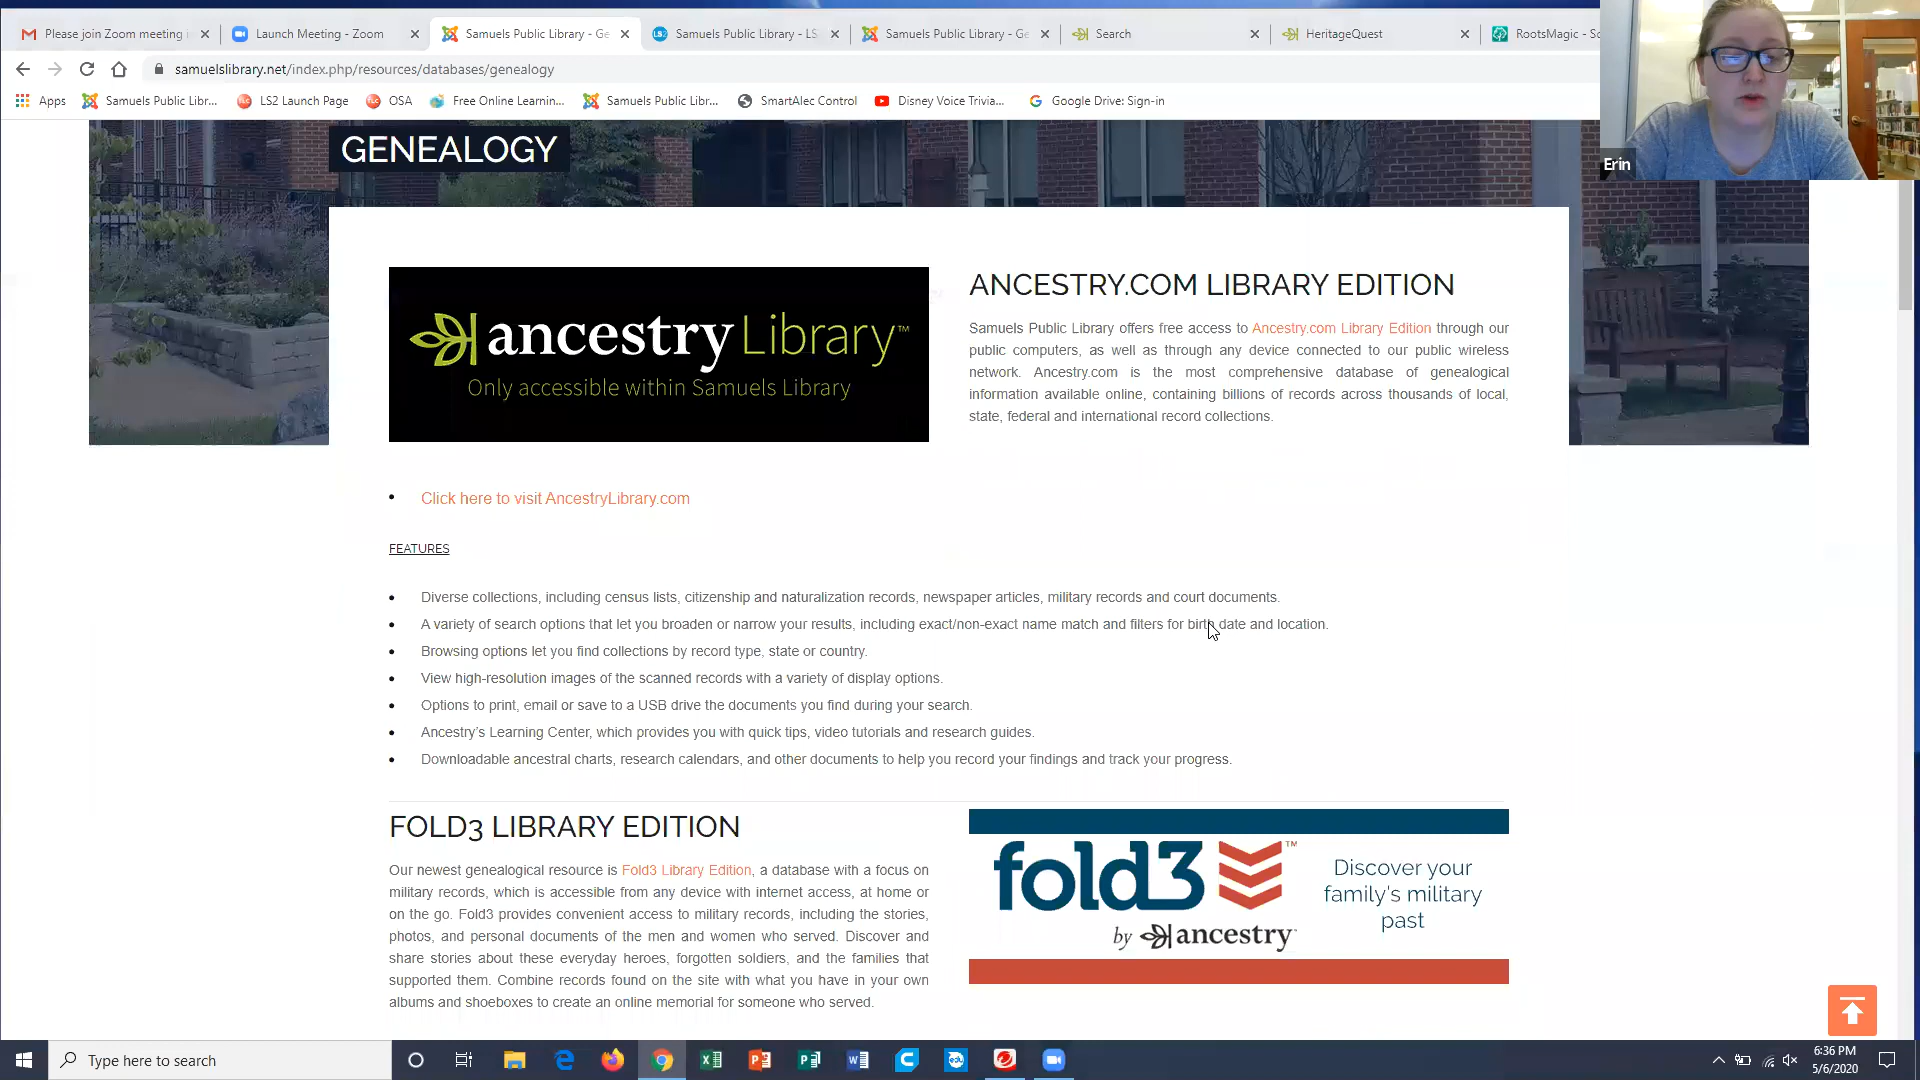 Please join Zoom meeting
Launch Meeting - Zoom
Samuels Public Library - Ge
Samuels Public Library - LS
Samuels Public Library - Ge
Search
HeritageQuest
RootsMagic - Sc
samuelslibrary.net/index.php/resources/databases/genealogy
Apps
Samuels Public Libr...
LS2 Launch Page
OSA
Free Online Learnin...
Samuels Public Libr...
SmartAlec Control
Disney Voice Trivia...
Google Drive: Sign-in
Erin
GENEALOGY
ancestryLibrary™
Only accessible within Samuels Library
ANCESTRY.COM LIBRARY EDITION
Samuels Public Library offers free access to Ancestry.com Library Edition through our
public computers, as well as through any device connected to our public wireless
network. Ancestry.com is the most comprehensive database of genealogical
information available online, containing billions of records across thousands of local,
state, federal and international record collections.
• Click here to visit AncestryLibrary.com
FEATURES
• Diverse collections, including census lists, citizenship and naturalization records, newspaper articles, military records and court documents.
• A variety of search options that let you broaden or narrow your results, including exact/non-exact name match and filters for birth date and location.
• Browsing options let you find collections by record type, state or country.
• View high-resolution images of the scanned records with a variety of display options.
• Options to print, email or save to a USB drive the documents you find during your search.
• Ancestry's Learning Center, which provides you with quick tips, video tutorials and research guides.
• Downloadable ancestral charts, research calendars, and other documents to help you record your findings and track your progress.
FOLD3 LIBRARY EDITION
Our newest genealogical resource is Fold3 Library Edition, a database with a focus on
military records, which is accessible from any device with internet access, at home or
on the go. Fold3 provides convenient access to military records, including the stories,
photos, and personal documents of the men and women who served. Discover and
share stories about these everyday heroes, forgotten soldiers, and the families that
supported them. Combine records found on the site with what you have in your own
albums and shoeboxes to create an online memorial for someone who served.
fold3™
by ancestry
Discover your
family's military
past
Type here to search
6:36 PM
5/6/2020